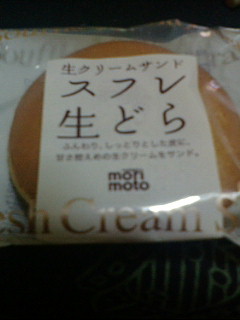 生クリームサンド
スフレ
生どら
ふんわり、しっとりとした皮に、
甘さ控えめの生クリームをサンド。
mori
moto
esh Cream S